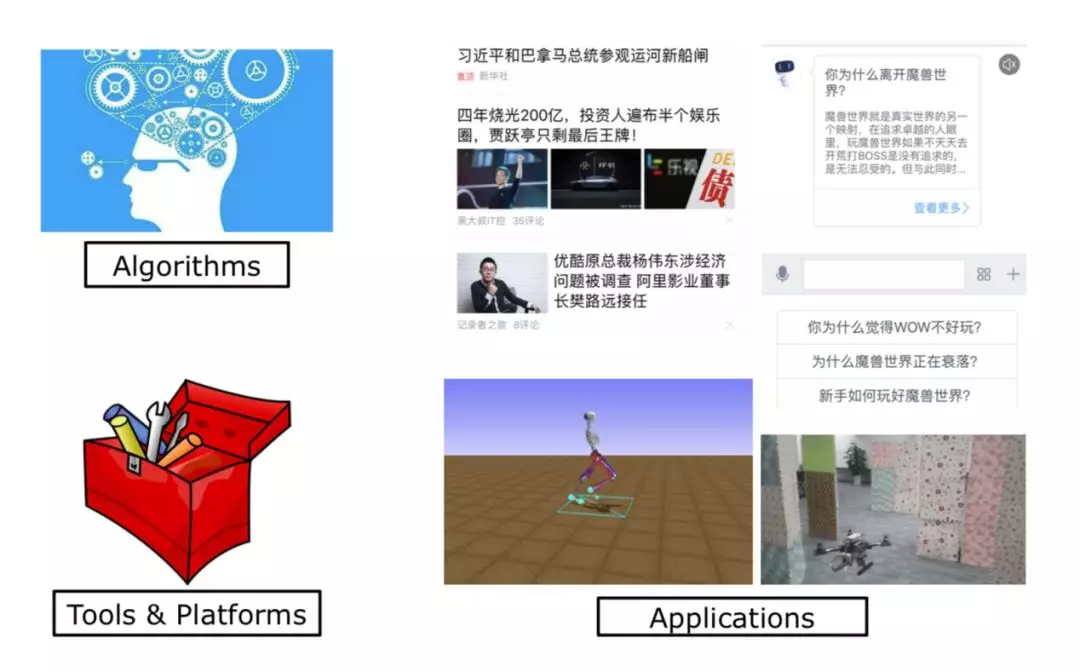 Algorithms
Tools & Platforms
习近平和巴拿马总统参观运河新船闸
置顶 新华社
四年烧光200亿，投资人遍布半个娱乐
圈，贾跃亭只剩最后王牌！
FF 91
乐视
DE
债
黑大叔IT控 35评论
优酷原总裁杨伟东涉经济
问题被调查 阿里影业董事
长樊路远接任
记录者之歌 0评论
你为什么离开魔兽世
界？
魔兽世界就是真实世界的另一
个映射，在追求卓越的人眼
里，玩魔兽世界如果不天天去
开荒打BOSS是没有追求的，
是无法忍受的。但与此同时...
查看更多
你为什么觉得WOW不好玩?
为什么魔兽世界正在衰落?
新手如何玩好魔兽世界?
Applications